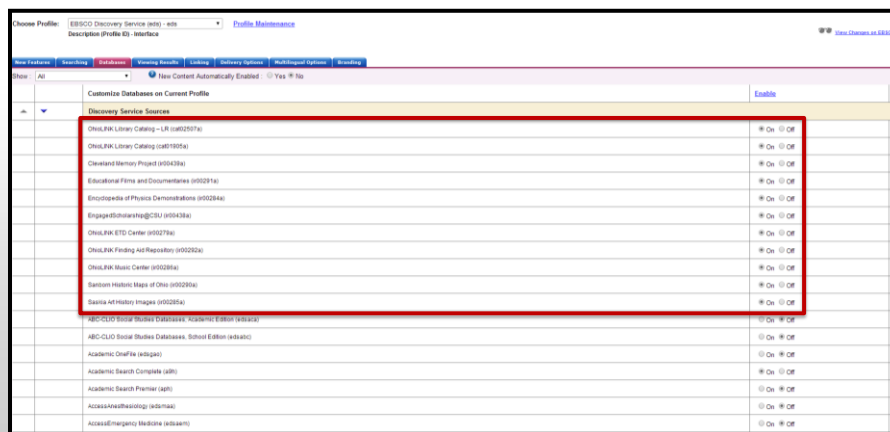 Choose Profile: EBSCO Discovery Service (eds) - eds Profile Maintenance
Description (Profile ID) - Interface
View Changes on EBSC
New Features Searching Databases Viewing Results Linking Delivery Options Multilingual Options Branding
Show: All New Content Automatically Enabled : Yes No
Customize Databases on Current Profile Enable
Discovery Service Sources
OhioLINK Library Catalog – LR (cat02507a) On Off
OhioLINK Library Catalog (cat01805a) On Off
Cleveland Memory Project (ir00439a) On Off
Educational Films and Documentaries (ir00291a) On Off
Encyclopedia of Physics Demonstrations (ir00284a) On Off
EngagedScholarship@CSU (ir00438a) On Off
OhioLINK ETD Center (ir00279a) On Off
OhioLINK Finding Aid Repository (ir00292a) On Off
OhioLINK Music Center (ir00286a) On Off
Sanborn Historic Maps of Ohio (ir00280a) On Off
Saskia Art History Images (ir00285a) On Off
ABC-CLIO Social Studies Databases, Academic Edition (edsaca) On Off
ABC-CLIO Social Studies Databases, School Edition (edsabc) On Off
Academic OneFile (edsgao) On Off
Academic Search Complete (a9h) On Off
Academic Search Premier (aph) On Off
AccessAnesthesiology (edsmaa) On Off
AccessEmergency Medicine (edsaem) On Off